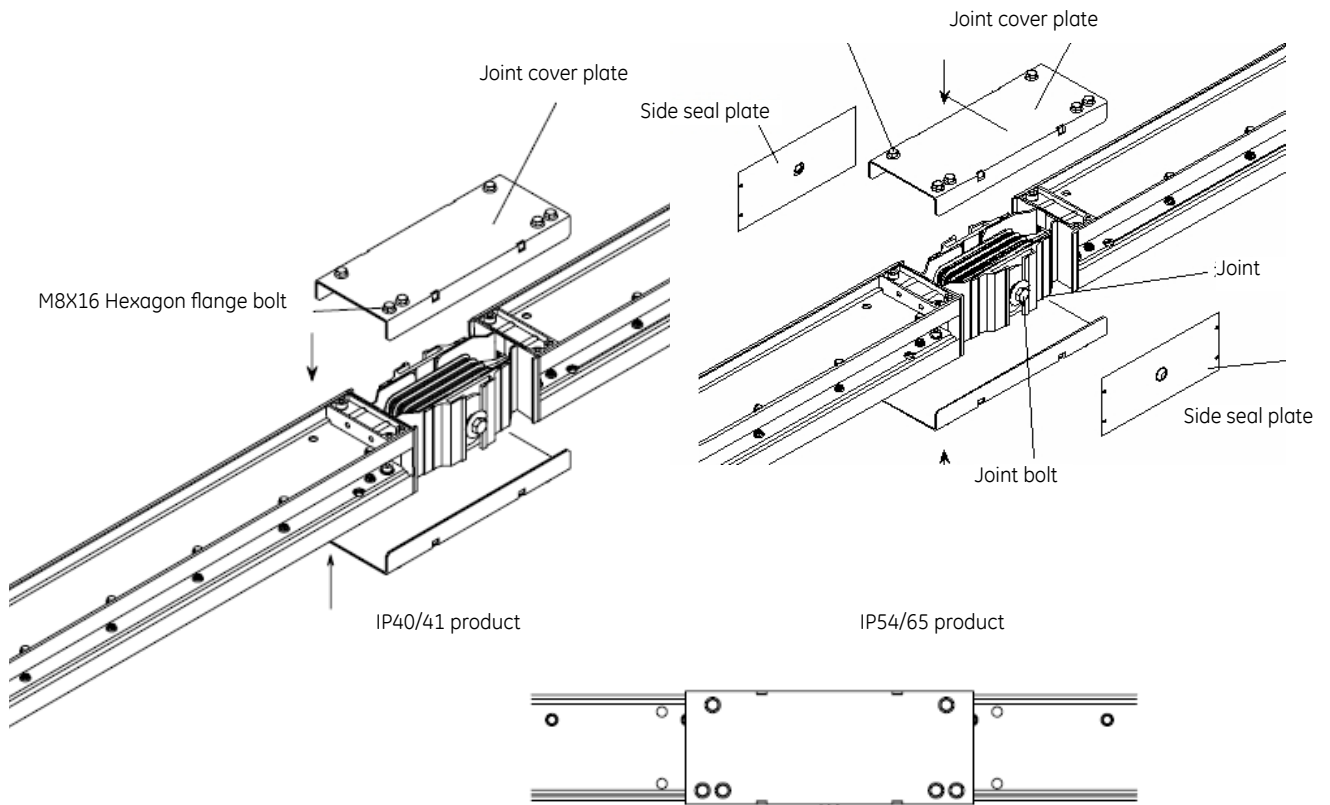 Joint cover plate
Joint cover plate
Side seal plate
M8X16 Hexagon flange bolt
Joint
Side seal plate
Joint bolt
IP40/41 product
IP54/65 product